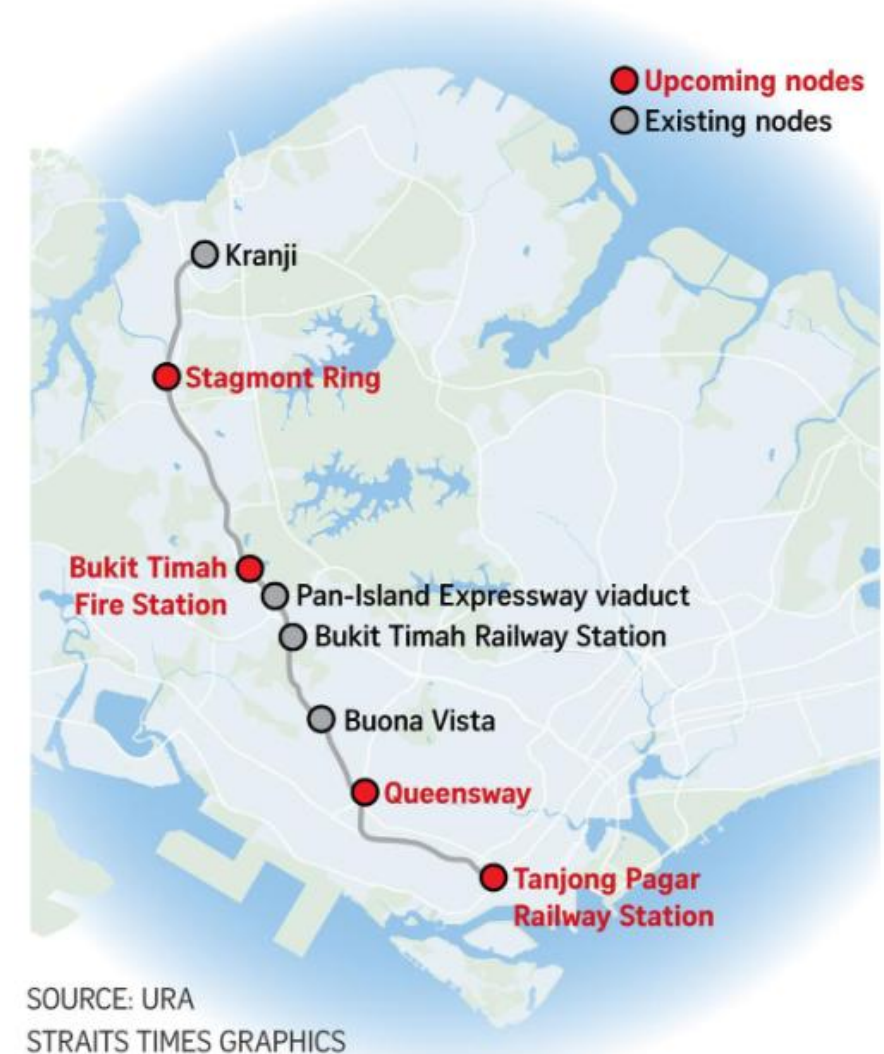 Upcoming nodes
Existing nodes
Kranji
Stagmont Ring
Bukit Timah
Fire Station
Pan-Island Expressway viaduct
Bukit Timah Railway Station
Buona Vista
Queensway
Tanjong Pagar
Railway Station
SOURCE: URA
STRAITS TIMES GRAPHICS